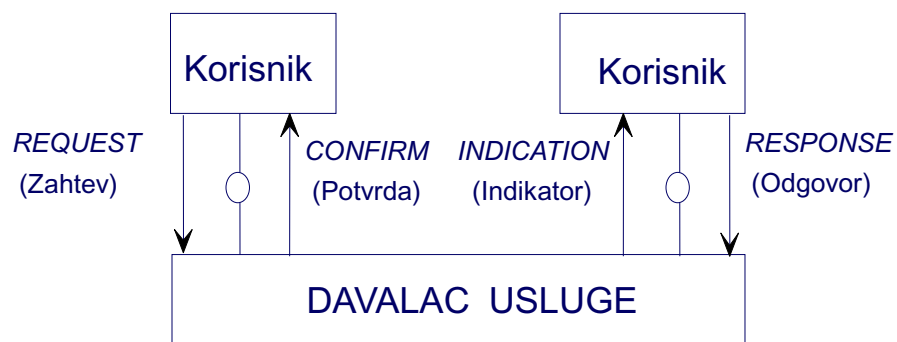 Korisnik
Korisnik
REQUEST
(Zahtev)
CONFIRM
(Potvrda)
INDICATION
(Indikator)
RESPONSE
(Odgovor)
DAVALAC USLUGE